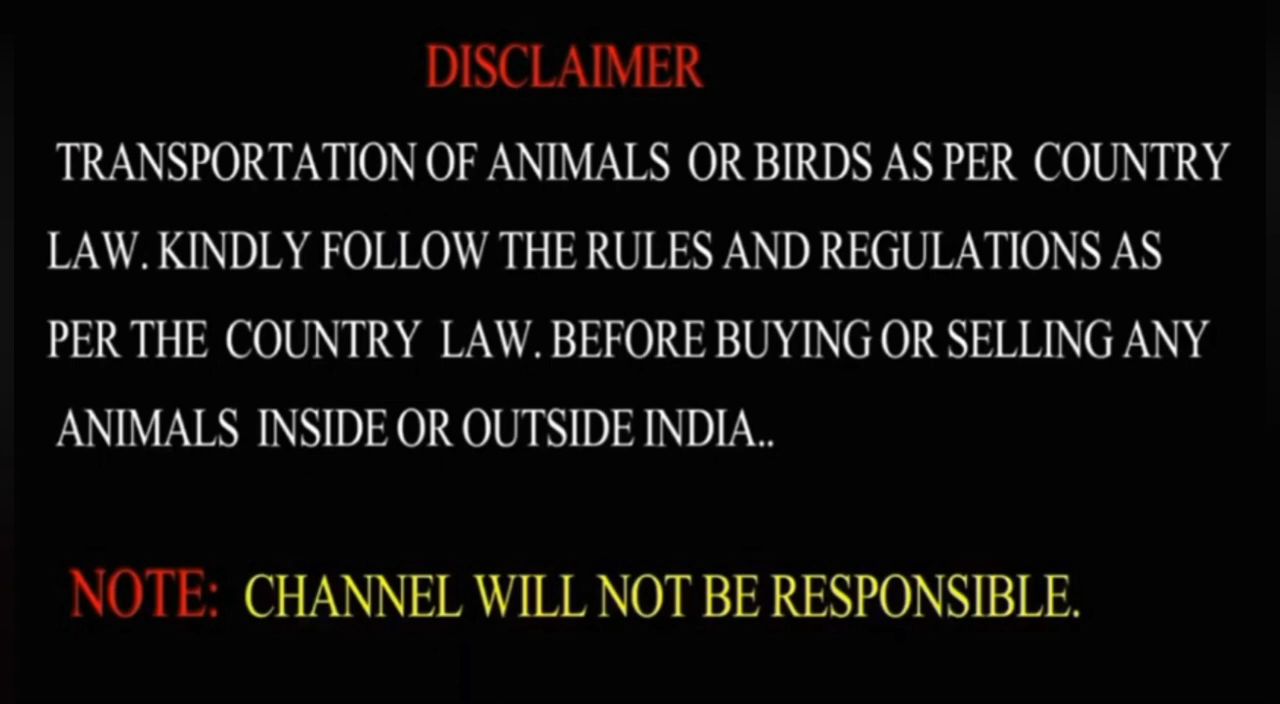 DISCLAIMER
TRANSPORTATION OF ANIMALS OR BIRDS AS PER COUNTRY
LAW. KINDLY FOLLOW THE RULES AND REGULATIONS AS
PER THE COUNTRY LAW. BEFORE BUYING OR SELLING ANY
ANIMALS INSIDE OR OUTSIDE INDIA..
NOTE: CHANNEL WILL NOT BE RESPONSIBLE.